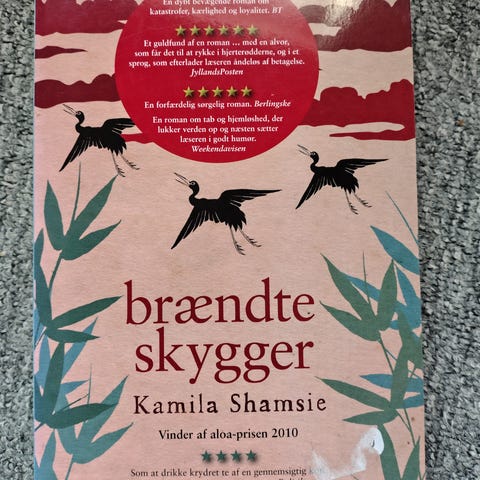 En dybt bevægende roman om
katastrofer, kærlighed og loyalitet. BT
Et guldfund af en roman ... med en alvor,
som får det til at rykke i hjerterødderne, og i et
sprog, som efterlader læseren åndeløs af betagelse.
JyllandsPosten
En forfærdelig sørgelig roman. Berlingske
En roman om tab og hjemløshed, der
lukker verden op og næsten sætter
læseren i godt humør.
Weekendavisen
brændte
skygger
Kamila Shamsie
Vinder af aloa-prisen 2010
Som at drikke krydret te af en gennemsigtig